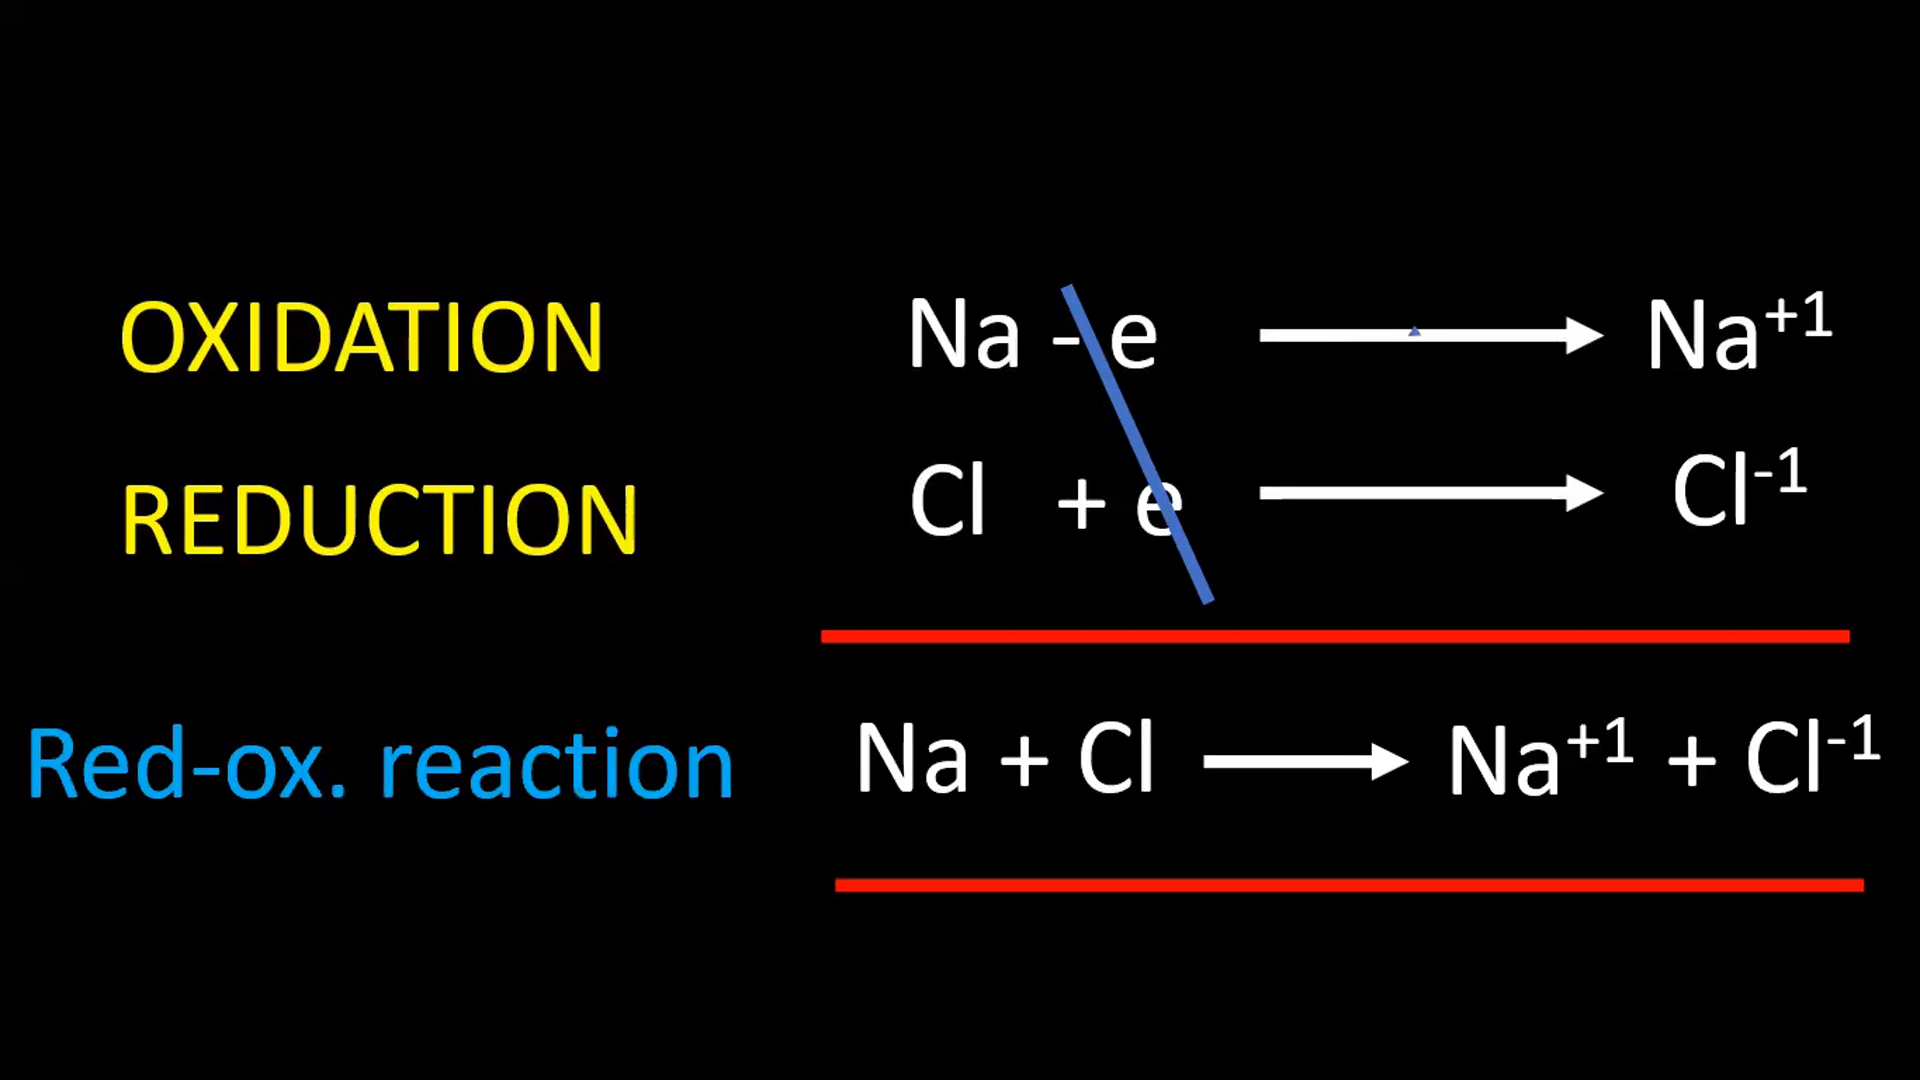 OXIDATION Na - e → Na⁺¹
REDUCTION Cl + e → Cl⁻¹
Red-ox. reaction Na + Cl → Na⁺¹ + Cl⁻¹